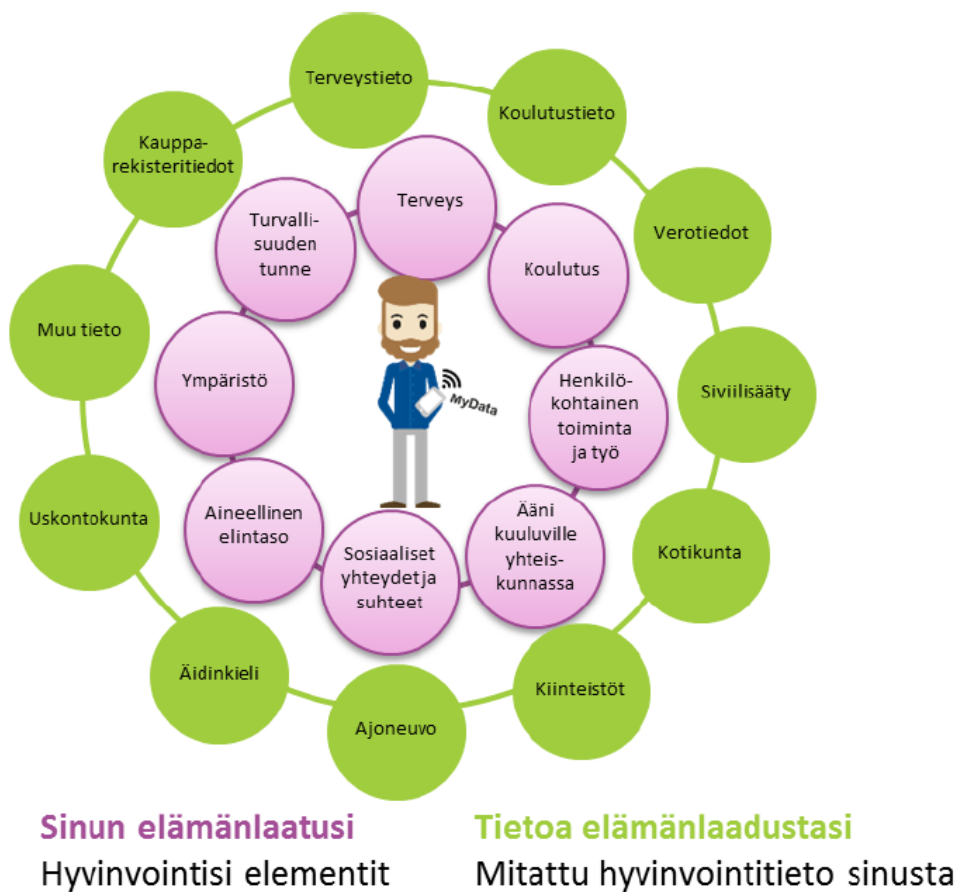 Terveystieto
Koulutustieto
Verotiedot
Siviilisääty
Kotikunta
Kiinteistöt
Ajoneuvo
Äidinkieli
Uskontokunta
Muu tieto
Kauppa-
rekisteritiedot
Terveys
Koulutus
Henkilö-
kohtainen
toiminta
ja työ
Ääni
kuuluville
yhteis-
kunnassa
Sosiaaliset
yhteydet ja
suhteet
Aineellinen
elintaso
Ympäristö
Turvalli-
suuden
tunne
MyData
Sinun elämänlaatusi
Hyvinvointisi elementit
Tietoa elämänlaadustasi
Mitattu hyvinvointitieto sinusta